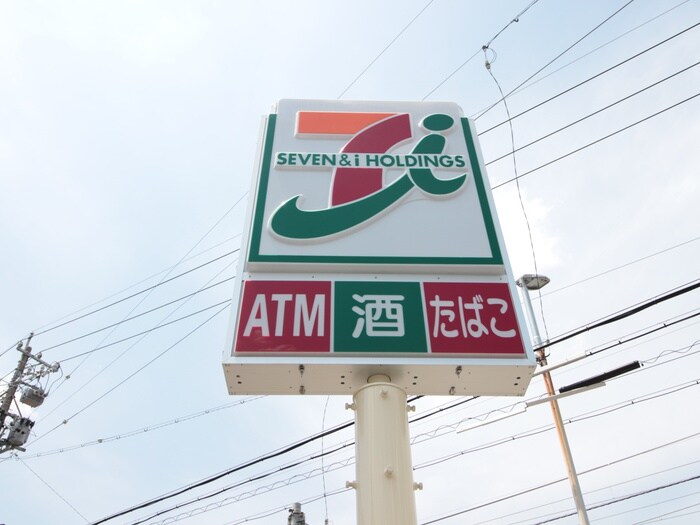 SEVEN & i HOLDINGS
ATM 酒 たばこ